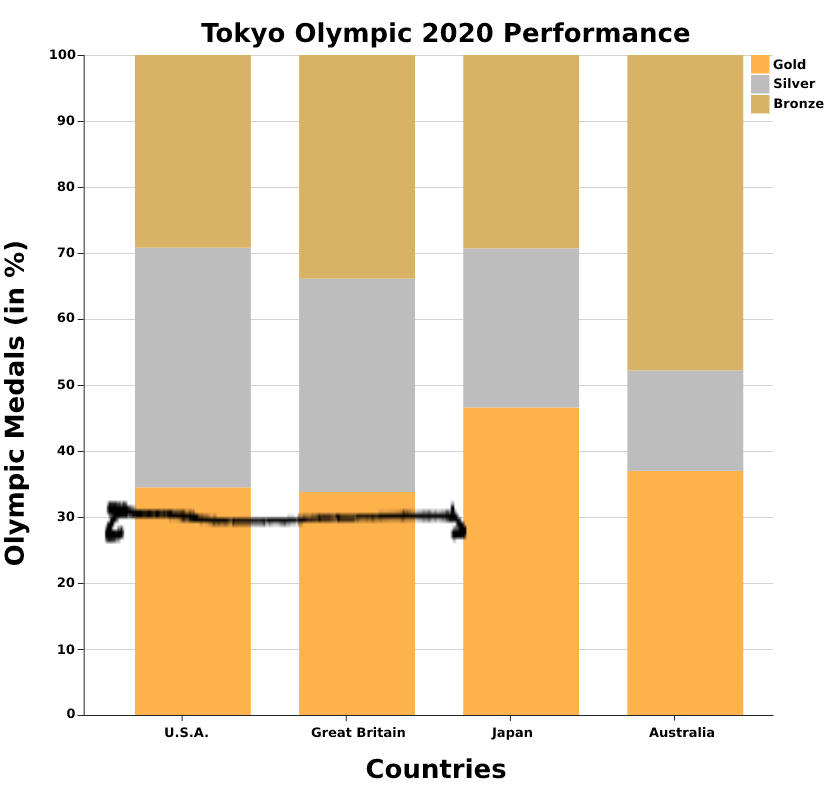 Tokyo Olympic 2020 Performance
Gold
Silver
Bronze
Olympic Medals (in %)
100
90
80
70
60
50
40
30
20
10
0
U.S.A. Great Britain Japan Australia
Countries